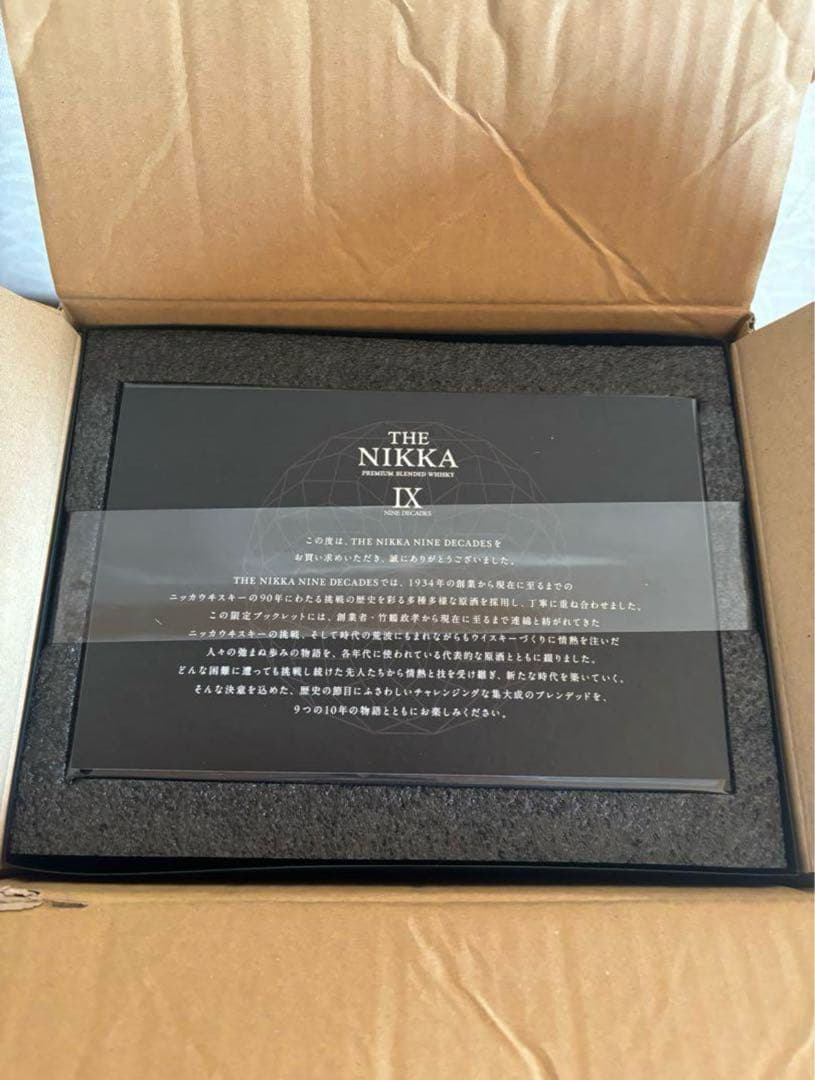 THE
NIKKA
PREMIUM BLENDED WHISKY
IX
NINE DECADES
この度は、THE NIKKA NINE DECADESを
お買い求めいただき、誠にありがとうございました。
THE NIKKA NINE DECADESでは、1934年の創業から現在に至るまでの
ニッカウヰスキーの90年にわたる挑戦の歴史を彩る多種多様な原酒を採用し、丁寧に重ね合わせました。
この限定ブックレットには、創業者・竹鶴政孝から現在に至るまで連綿と紡がれてきた
ニッカウヰスキーの挑戦、そして時代の荒波にもまれながらもウイスキーづくりに情熱を注いだ
人々の弛まぬ歩みの物語を、各年代に使われている代表的な原酒とともに綴りました。
どんな困難に遭っても挑戦し続けた先人たちから情熱と技を受け継ぎ、新たな時代を築いていく。
そんな決意を込めた、歴史の節目にふさわしいチャレンジングな集大成のブレンデッドを、
9つの10年の物語とともにお楽しみください。